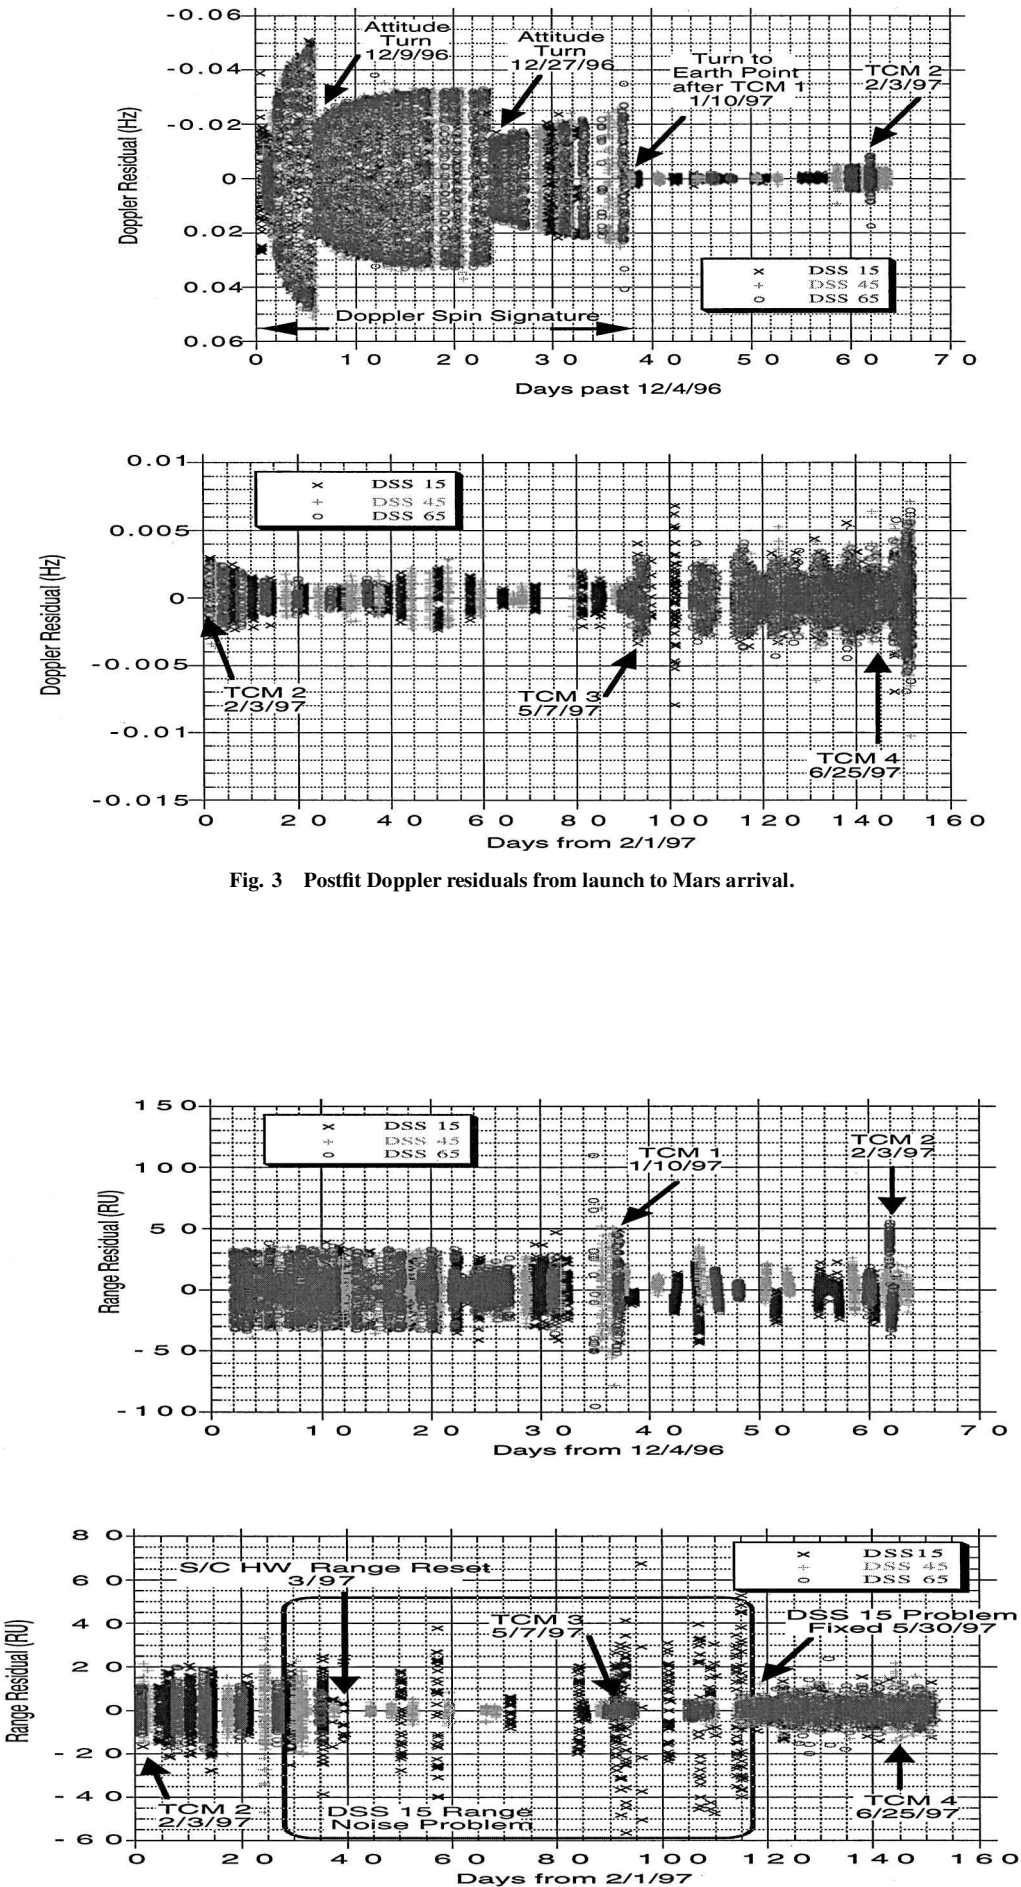 -0.06
-0.04
-0.02
0
0.02
0.04
0.06
Doppler Residual (Hz)
Attitude
Turn
12/9/96
Attitude
Turn
12/27/96
Turn to
Earth Point
after TCM 1
1/10/97
TCM 2
2/3/97
x DSS 15
+ DSS 45
o DSS 65
Doppler Spin Signature
0 10 20 30 40 50 60 70
Days past 12/4/96
0.01
0.005
0
-0.005
-0.01
-0.015
Doppler Residual (Hz)
x DSS 15
+ DSS 45
o DSS 65
TCM 2
2/3/97
TCM 3
5/7/97
TCM 4
6/25/97
0 20 40 60 80 100 120 140 160
Days from 2/1/97
Fig. 3 Postfit Doppler residuals from launch to Mars arrival.
150
100
50
0
-50
-100
Range Residual (RU)
x DSS 15
+ DSS 45
o DSS 65
TCM 1
1/10/97
TCM 2
2/3/97
0 10 20 30 40 50 60 70
Days from 12/4/96
80
60
40
20
0
-20
-40
-60
Range Residual (RU)
S/C HW Range Reset
3/97
x DSS15
+ DSS 45
o DSS 65
TCM 3
5/7/97
DSS 15 Problem
Fixed 5/30/97
TCM 2
2/3/97
DSS 15 Range
Noise Problem
TCM 4
6/25/97
0 20 40 60 80 100 120 140 160
Days from 2/1/97